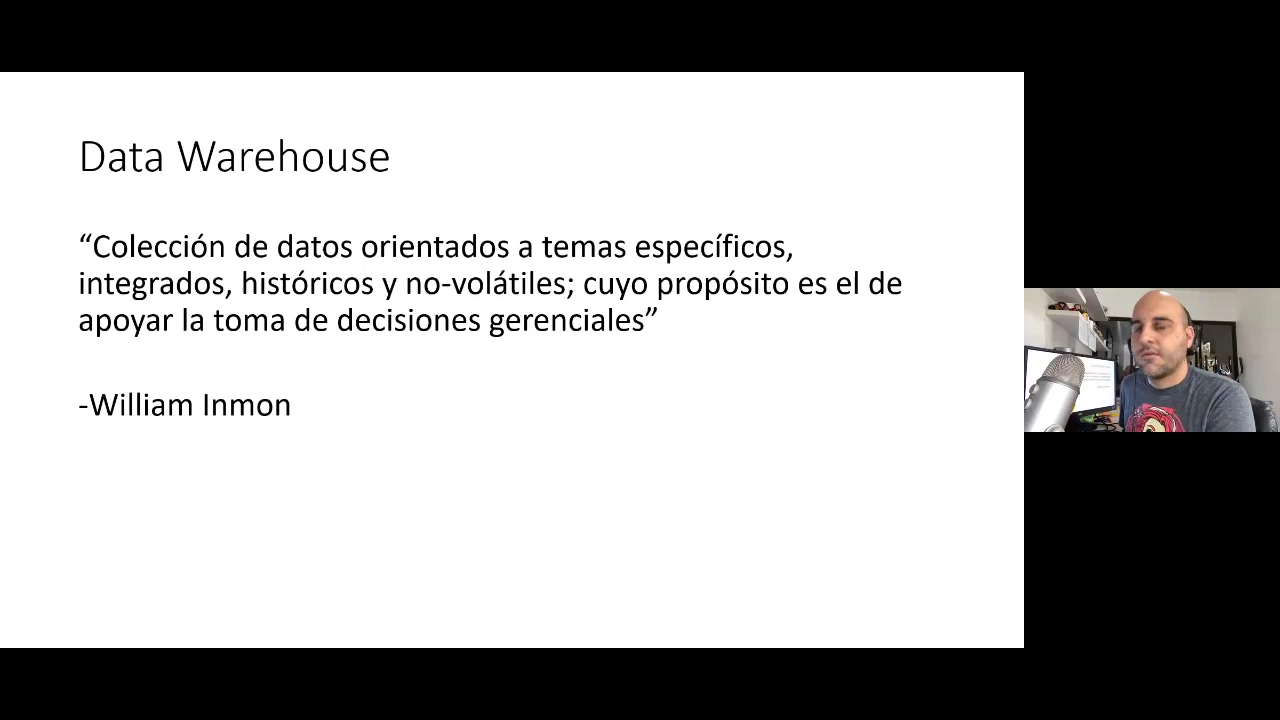 Data Warehouse
“Colección de datos orientados a temas específicos,
integrados, históricos y no-volátiles; cuyo propósito es el de
apoyar la toma de decisiones gerenciales”
-William Inmon